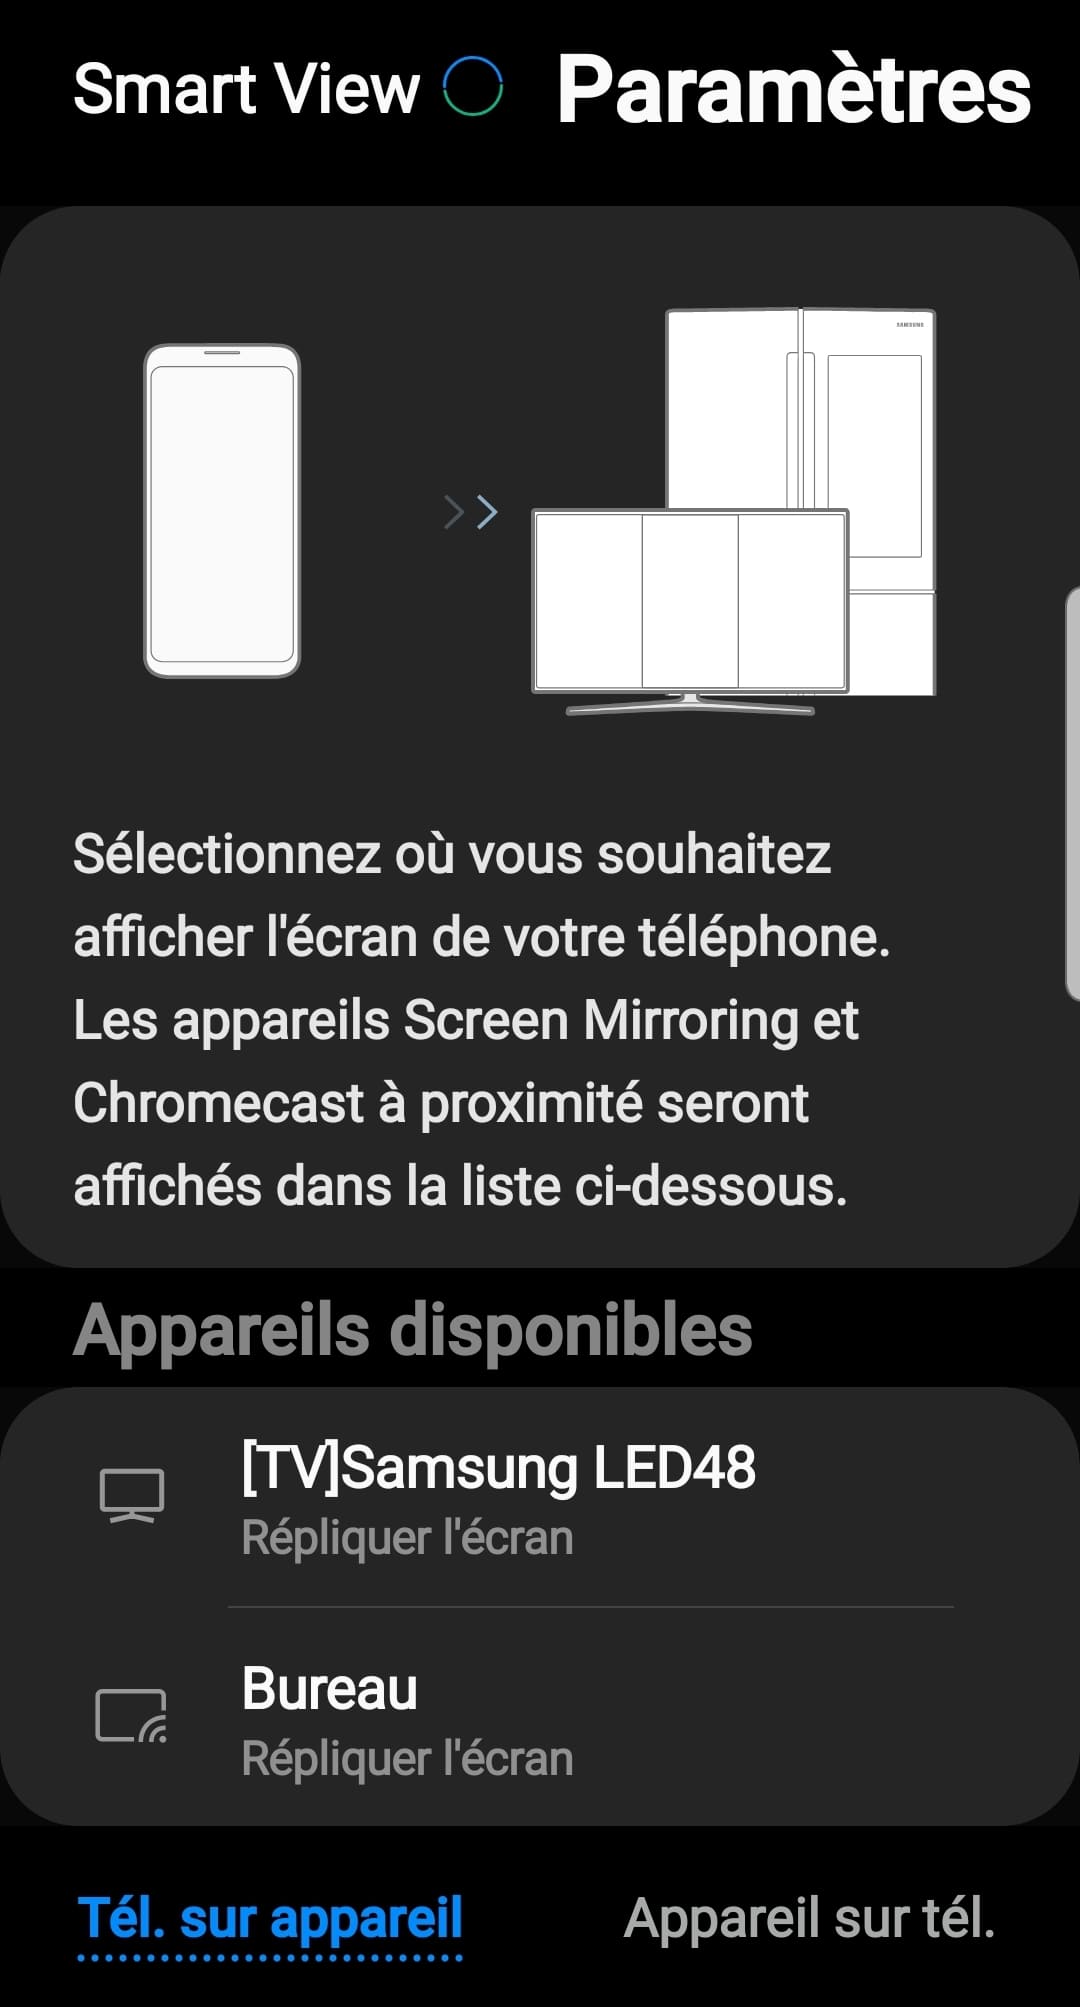 Smart View Paramètres
SAMSUNG
Sélectionnez où vous souhaitez
afficher l'écran de votre téléphone.
Les appareils Screen Mirroring et
Chromecast à proximité seront
affichés dans la liste ci-dessous.
Appareils disponibles
[TV]Samsung LED48
Répliquer l'écran
Bureau
Répliquer l'écran
Tél. sur appareil Appareil sur tél.